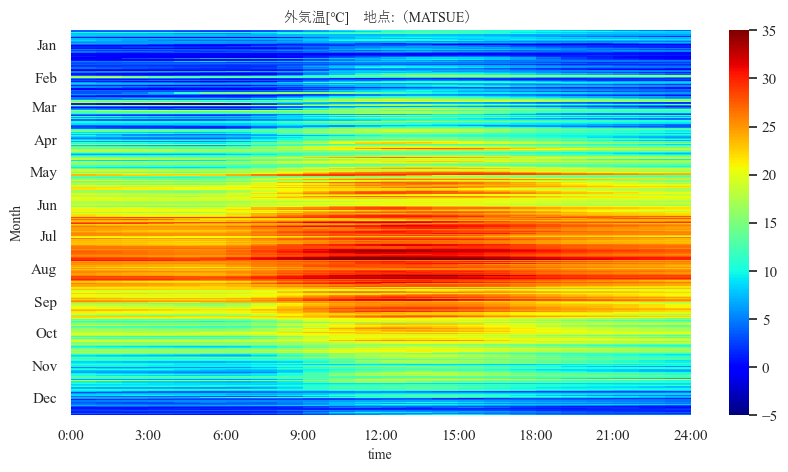 外気温[℃]　地点:（MATSUE）
Month
Jan
Feb
Mar
Apr
May
Jun
Jul
Aug
Sep
Oct
Nov
Dec
0:00 3:00 6:00 9:00 12:00 15:00 18:00 21:00 24:00
time
35
30
25
20
15
10
5
0
−5